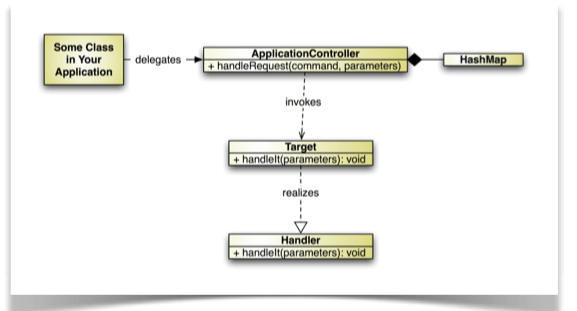 Some Class
in Your
Application
delegates
ApplicationController
+ handleRequest(command, parameters)
HashMap
invokes
Target
+ handleIt(parameters): void
realizes
Handler
+ handleIt(parameters): void